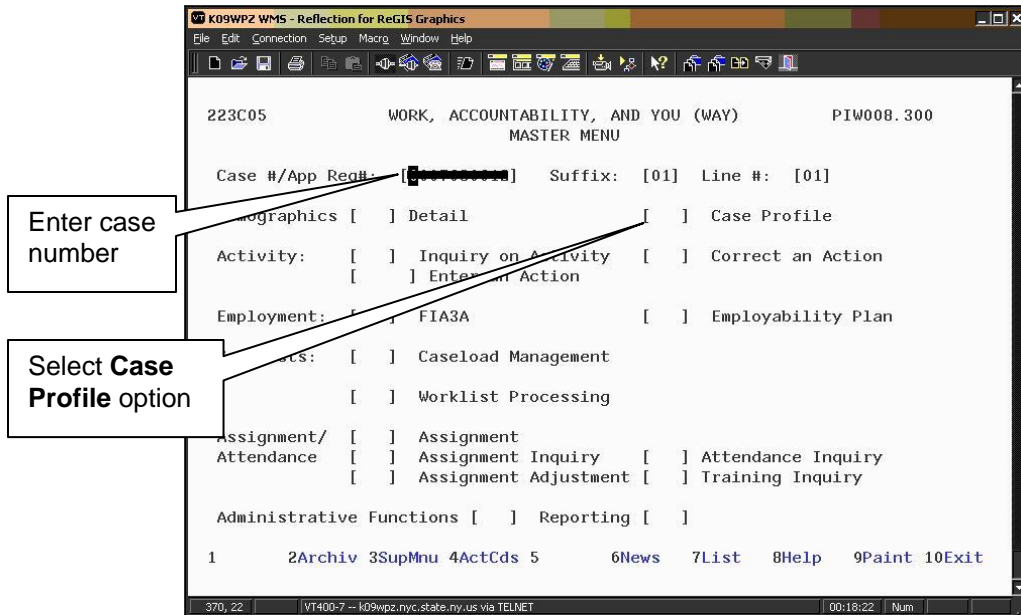 K09WPZ WMS - Reflection for ReGIS Graphics
File Edit Connection Setup Macro Window Help
223C05 WORK, ACCOUNTABILITY, AND YOU (WAY) PIW008.300
MASTER MENU
Case #/App Reg#: [ ] Suffix: [01] Line #: [01]
Enter case
number
mographics [ ] Detail [ ] Case Profile
Activity: [ ] Inquiry on Activity [ ] Correct an Action
[ ] Enter an Action
Employment: [ ] FIA3A [ ] Employability Plan
Select Case
Profile option
sts: [ ] Caseload Management
[ ] Worklist Processing
Assignment/ [ ] Assignment
Attendance [ ] Assignment Inquiry [ ] Attendance Inquiry
[ ] Assignment Adjustment [ ] Training Inquiry
Administrative Functions [ ] Reporting [ ]
1 2Archiv 3SupMnu 4ActCds 5 6News 7List 8Help 9Paint 10Exit
370, 22 VT400-7 -- k09wpz.nyc.state.ny.us via TELNET 00:18:22 Num